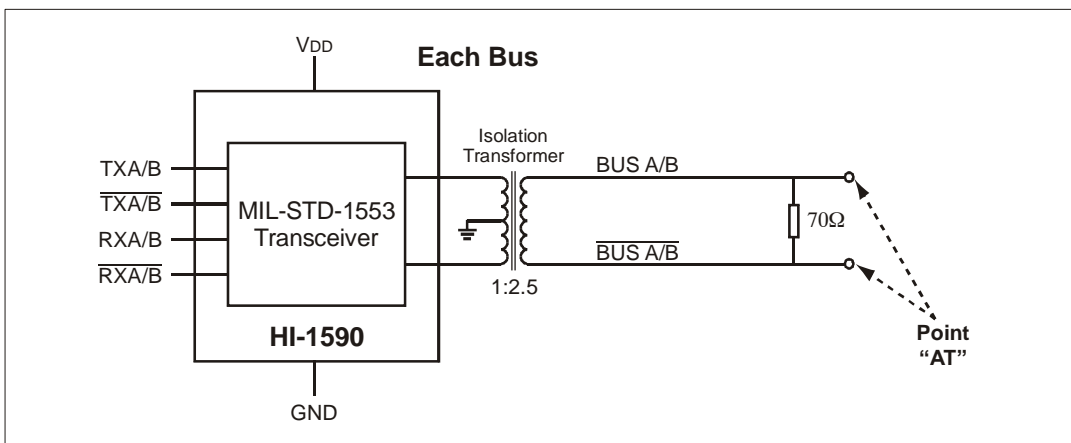 VDD
Each Bus
Isolation
Transformer
TXA/B
TXA/B
RXA/B
RXA/B
MIL-STD-1553
Transceiver
HI-1590
GND
1:2.5
BUS A/B
BUS A/B
70Ω
Point
“AT”